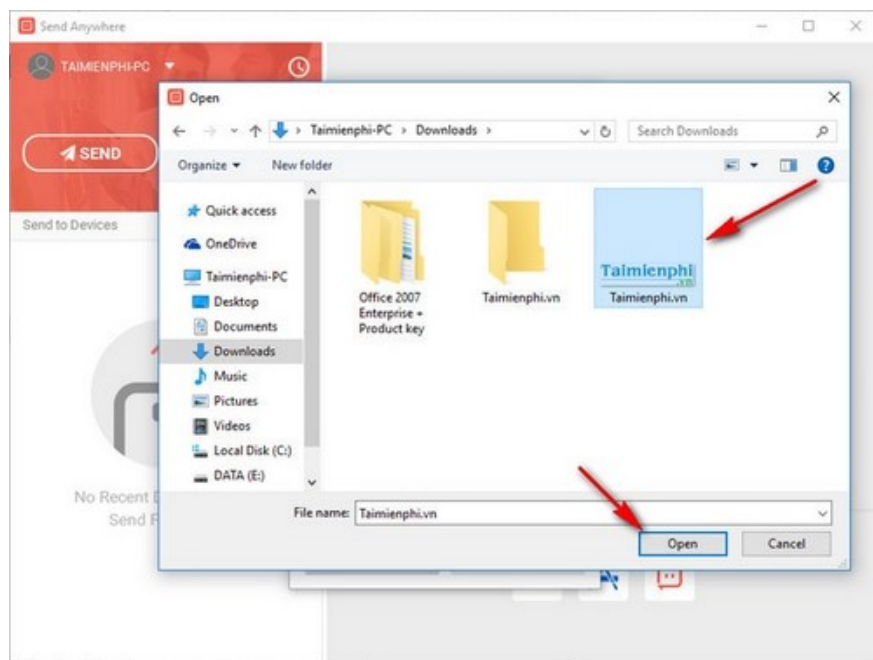 Send Anywhere
TAIMIENPHI-PC
SEND
Send to Devices
No Recent
Send
Open
Taimienphi-PC > Downloads >
Search Downloads
Organize
New folder
Quick access
OneDrive
Taimienphi-PC
Desktop
Documents
Downloads
Music
Pictures
Videos
Local Disk (C:)
DATA (E:)
Office 2007
Enterprise +
Product key
Taimienphi.vn
Taimienphi
.vn
Taimienphi.vn
File name: Taimienphi.vn
Open
Cancel